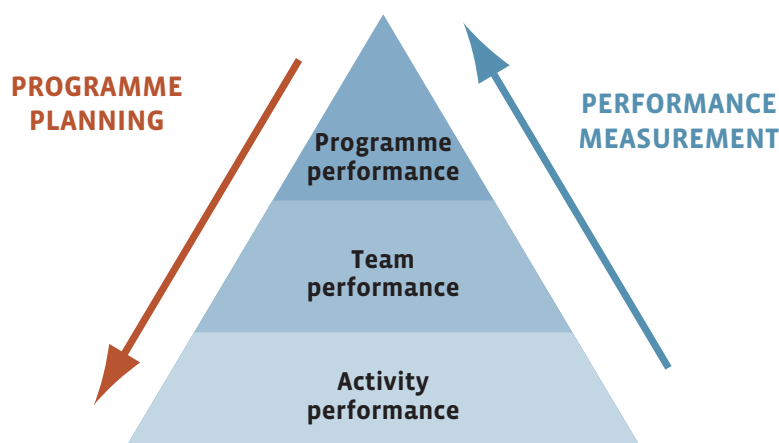 PROGRAMME
PLANNING
PERFORMANCE
MEASUREMENT
Programme
performance
Team
performance
Activity
performance